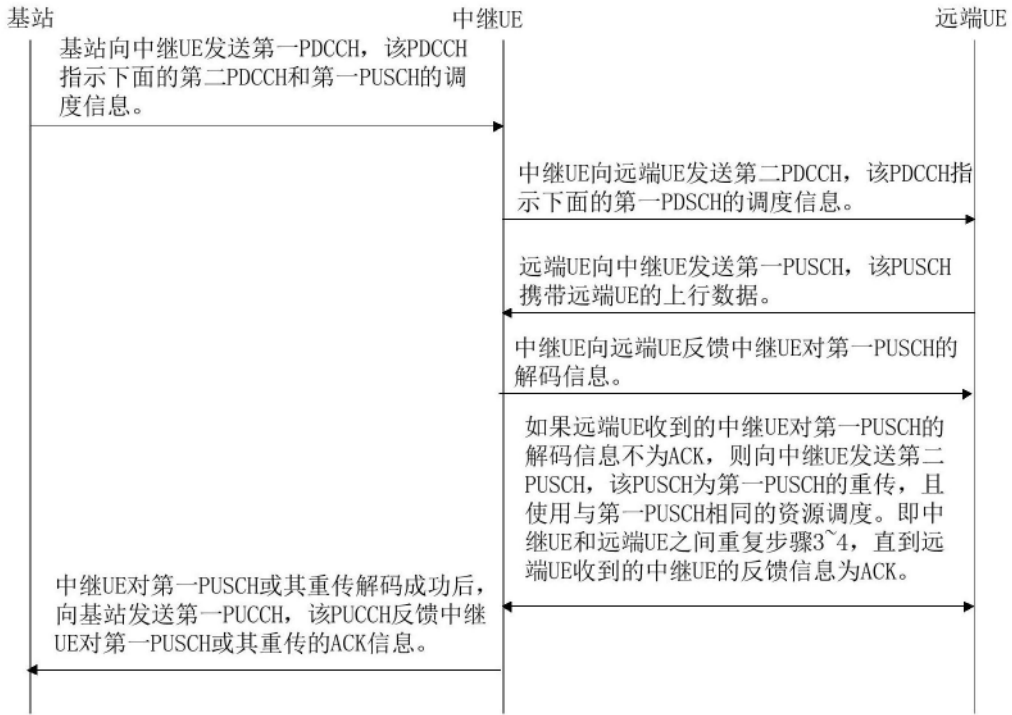 基站
中继UE
远端UE
基站向中继UE发送第一PDCCH，该PDCCH
指示下面的第二PDCCH和第一PUSCH的调
度信息。
中继UE向远端UE发送第二PDCCH，该PDCCH指
示下面的第一PDSCH的调度信息。
远端UE向中继UE发送第一PUSCH，该PUSCH
携带远端UE的上行数据。
中继UE向远端UE反馈中继UE对第一PUSCH的
解码信息。
如果远端UE收到的中继UE对第一PUSCH的
解码信息不为ACK，则向中继UE发送第二
PUSCH，该PUSCH为第一PUSCH的重传，且
使用与第一PUSCH相同的资源调度。即中
继UE和远端UE之间重复步骤3~4，直到远
端UE收到的中继UE的反馈信息为ACK。
中继UE对第一PUSCH或其重传解码成功后，
向基站发送第一PUCCH，该PUCCH反馈中继
UE对第一PUSCH或其重传的ACK信息。